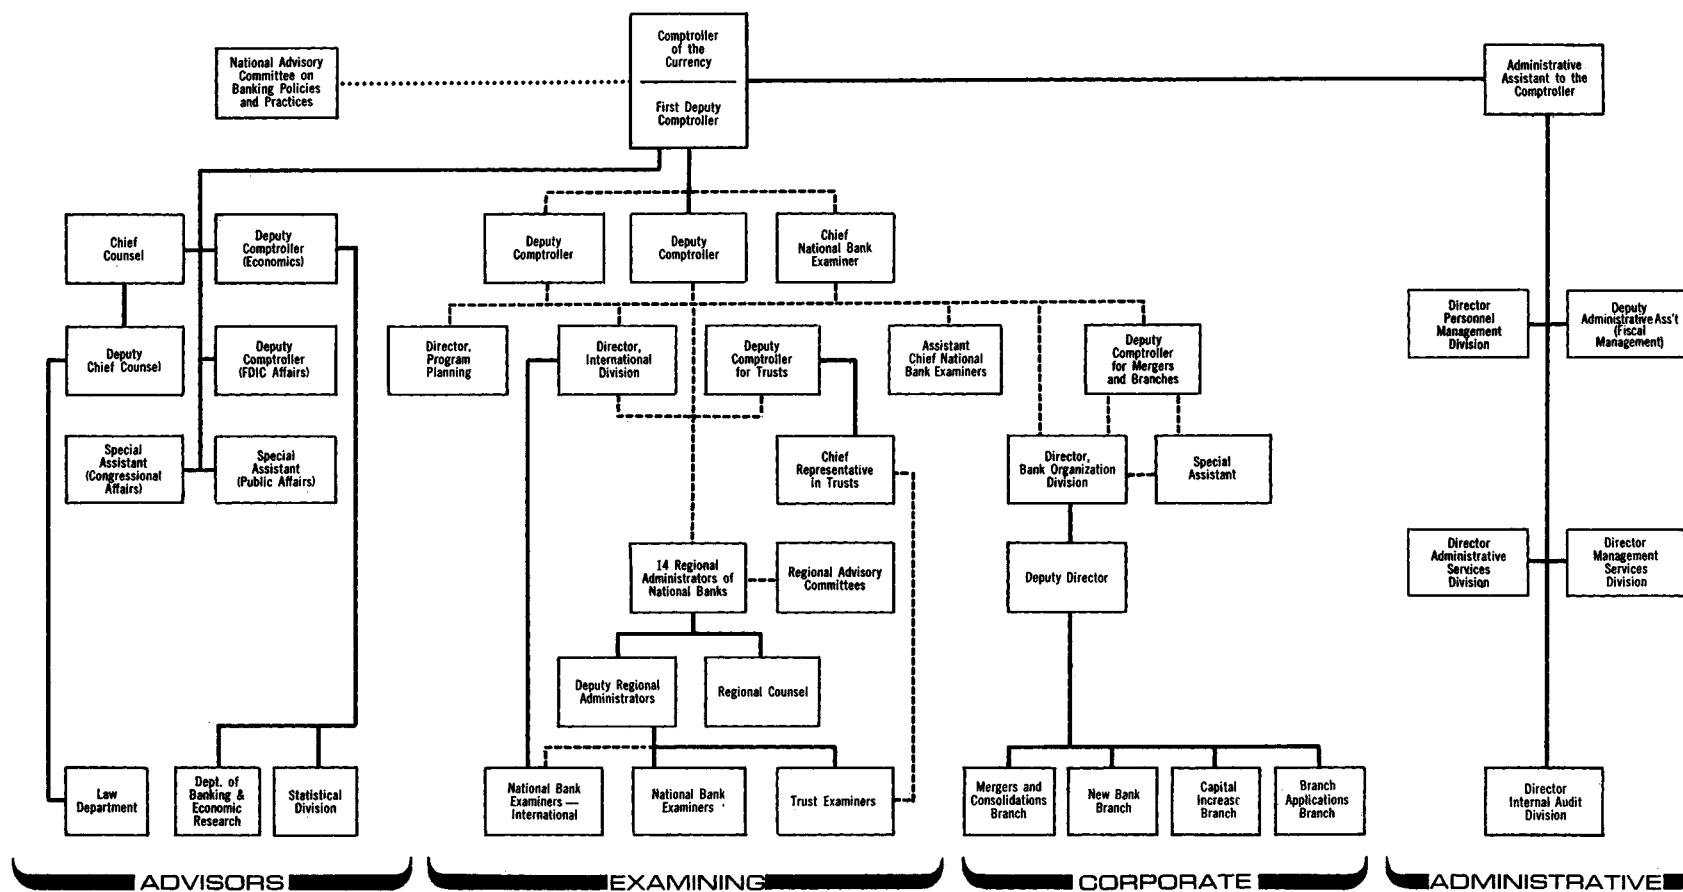 Comptroller
of the
Currency
First Deputy
Comptroller
National Advisory
Committee on
Banking Policies
and Practices
Administrative
Assistant to the
Comptroller
Chief
Counsel
Deputy
Comptroller
(Economics)
Deputy
Comptroller
Deputy
Comptroller
Chief
National Bank
Examiner
Director
Personnel
Management
Division
Deputy
Administrative Ass't
(Fiscal
Management)
Deputy
Chief Counsel
Deputy
Comptroller
(FDIC Affairs)
Director,
Program
Planning
Director,
International
Division
Deputy
Comptroller
for Trusts
Assistant
Chief National
Bank Examiners
Deputy
Comptroller
for Mergers
and Branches
Special
Assistant
(Congressional
Affairs)
Special
Assistant
(Public Affairs)
Chief
Representative
in Trusts
Director,
Bank Organization
Division
Special
Assistant
14 Regional
Administrators of
National Banks
Regional Advisory
Committees
Deputy Director
Director
Administrative
Services
Division
Director
Management
Services
Division
Deputy Regional
Administrators
Regional Counsel
Law
Department
Dept. of
Banking &
Economic
Research
Statistical
Division
National Bank
Examiners—
International
National Bank
Examiners
Trust Examiners
Mergers and
Consolidations
Branch
New Bank
Branch
Capital
Increase
Branch
Branch
Applications
Branch
Director
Internal Audit
Division
ADVISORS
EXAMINING
CORPORATE
ADMINISTRATIVE